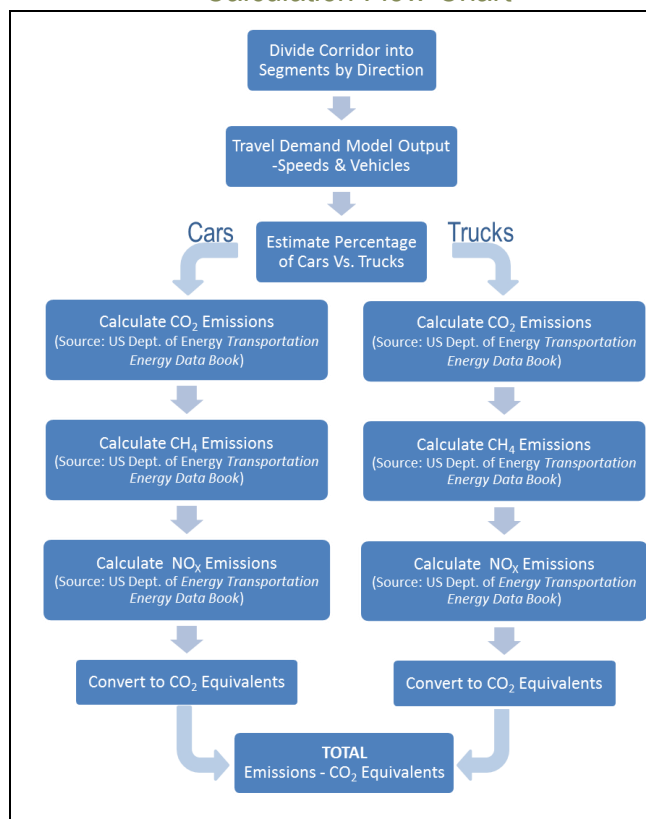 Calculation Flow Chart
Divide Corridor into
Segments by Direction
Travel Demand Model Output
-Speeds & Vehicles
Cars
Estimate Percentage
of Cars Vs. Trucks
Trucks
Calculate CO₂ Emissions
(Source: US Dept. of Energy Transportation
Energy Data Book)
Calculate CO₂ Emissions
(Source: US Dept. of Energy Transportation
Energy Data Book)
Calculate CH₄ Emissions
(Source: US Dept. of Energy Transportation
Energy Data Book)
Calculate CH₄ Emissions
(Source: US Dept. of Energy Transportation
Energy Data Book)
Calculate NOₓ Emissions
(Source: US Dept. of Energy Transportation
Energy Data Book)
Calculate NOₓ Emissions
(Source: US Dept. of Energy Transportation
Energy Data Book)
Convert to CO₂ Equivalents
Convert to CO₂ Equivalents
TOTAL
Emissions - CO₂ Equivalents